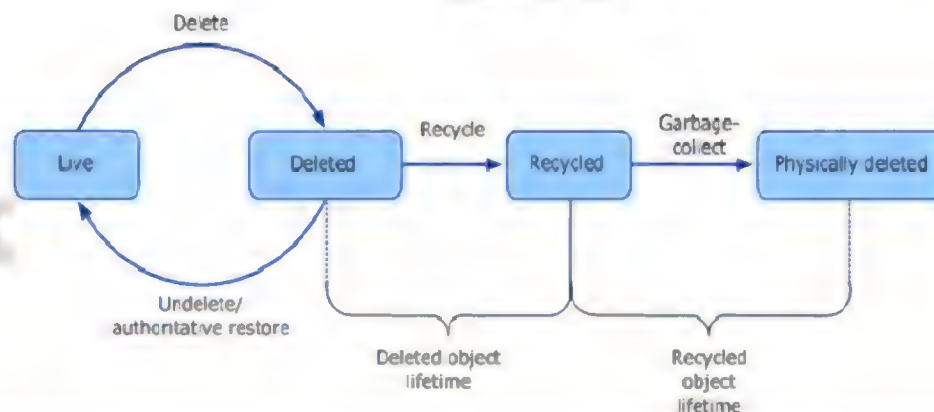 Delete
Live
Deleted
Recycle
Recycled
Garbage-
collect
Physically deleted
Undelete/
authoritative restore
Deleted object
lifetime
Recycled
object
lifetime